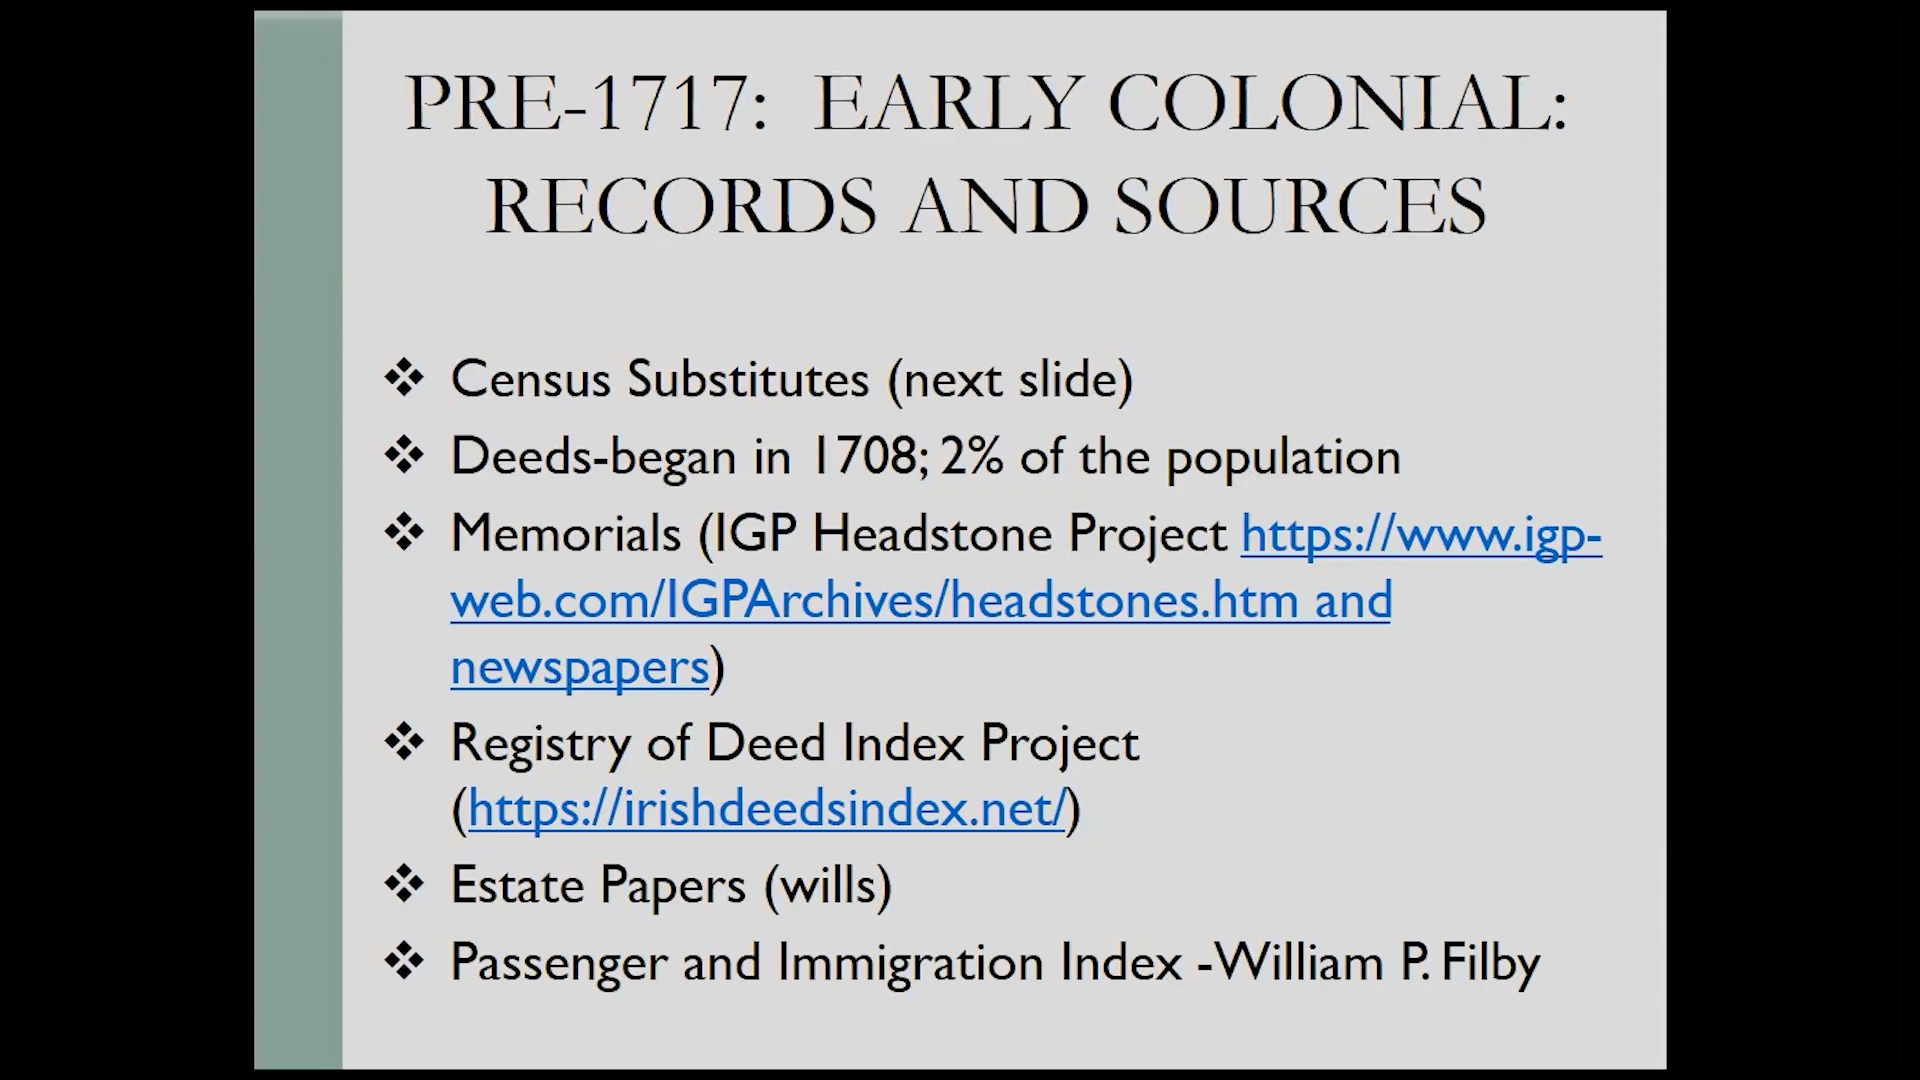 PRE-1717: EARLY COLONIAL:
RECORDS AND SOURCES
❖ Census Substitutes (next slide)
❖ Deeds-began in 1708; 2% of the population
❖ Memorials (IGP Headstone Project https://www.igp-
web.com/IGPArchives/headstones.htm and
newspapers)
❖ Registry of Deed Index Project
(https://irishdeedsindex.net/)
❖ Estate Papers (wills)
❖ Passenger and Immigration Index -William P. Filby